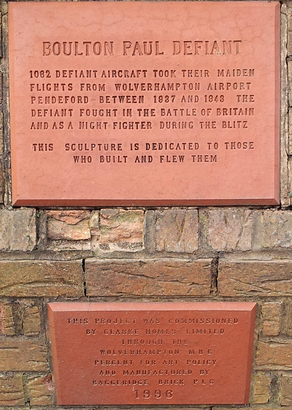 BOULTON PAUL DEFIANT
1062 DEFIANT AIRCRAFT TOOK THEIR MAIDEN
FLIGHTS FROM WOLVERHAMPTON AIRPORT
PENDEFORD BETWEEN 1937 AND 1943 THE
DEFIANT FOUGHT IN THE BATTLE OF BRITAIN
AND AS A NIGHT FIGHTER DURING THE BLITZ
THIS SCULPTURE IS DEDICATED TO THOSE
WHO BUILT AND FLEW THEM
THIS PROJECT WAS COMMISSIONED
BY CLARKE HOMES LIMITED
THROUGH THE
WOLVERHAMPTON M.B.C.
PERCENT FOR ART POLICY
AND MANUFACTURED BY
BAGGERIDGE BRICK PLC
1996